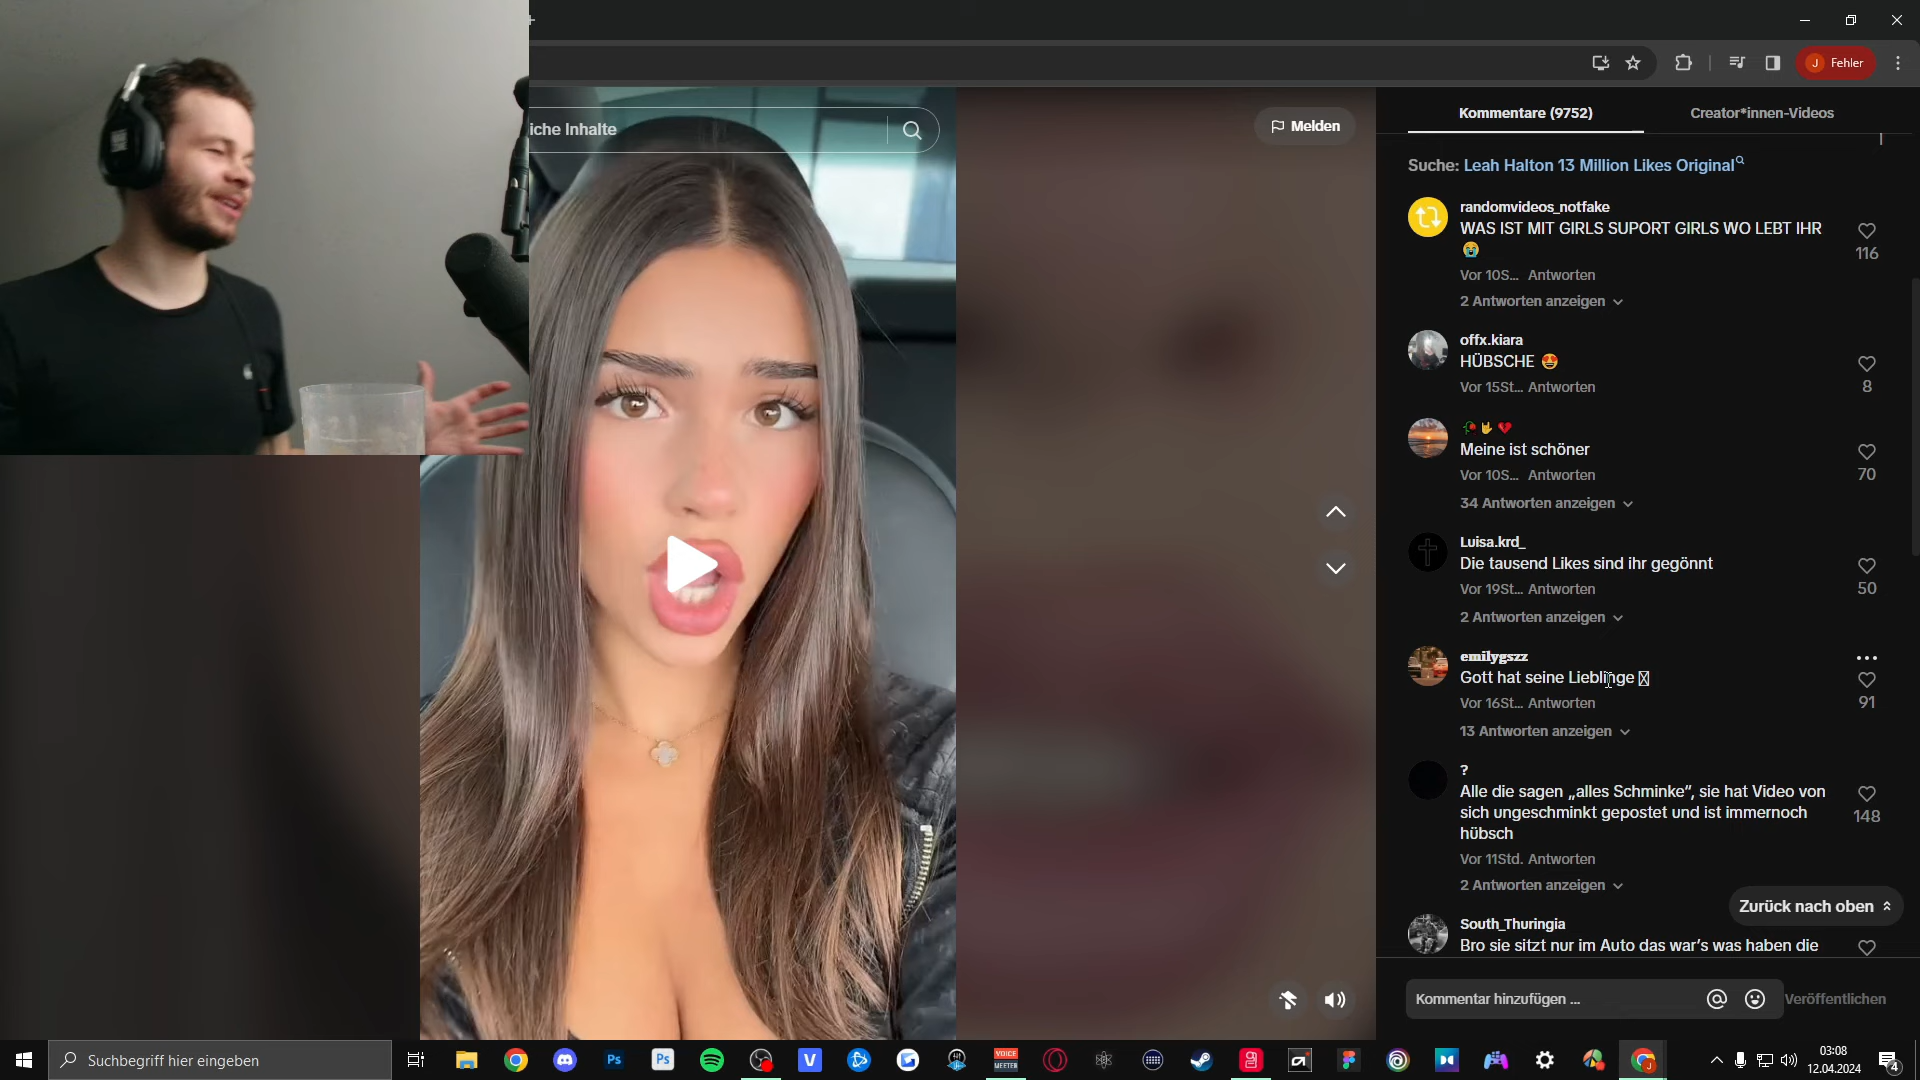 J Fehler
iche Inhalte
Melden
Kommentare (9752)
Creator*innen-Videos
Suche: Leah Halton 13 Million Likes Original
randomvideos_notfake
WAS IST MIT GIRLS SUPORT GIRLS WO LEBT IHR
😭
116
Vor 10S... Antworten
2 Antworten anzeigen
offx.kiara
HÜBSCHE 🤩
Vor 15St... Antworten
8
🥀🤟💔
Meine ist schöner
Vor 10S... Antworten
70
34 Antworten anzeigen
Luisa.krd_
Die tausend Likes sind ihr gegönnt
Vor 19St... Antworten
50
2 Antworten anzeigen
emilygszz
Gott hat seine Lieblinge
Vor 16St... Antworten
91
13 Antworten anzeigen
?
Alle die sagen „alles Schminke“, sie hat Video von
sich ungeschminkt gepostet und ist immernoch
hübsch
148
Vor 11Std. Antworten
2 Antworten anzeigen
Zurück nach oben
South_Thuringia
Bro sie sitzt nur im Auto das war’s was haben die
Kommentar hinzufügen ...
Veröffentlichen
Suchbegriff hier eingeben
Ps
Ps
V
VOICE
MEETER
03:08
12.04.2024
4